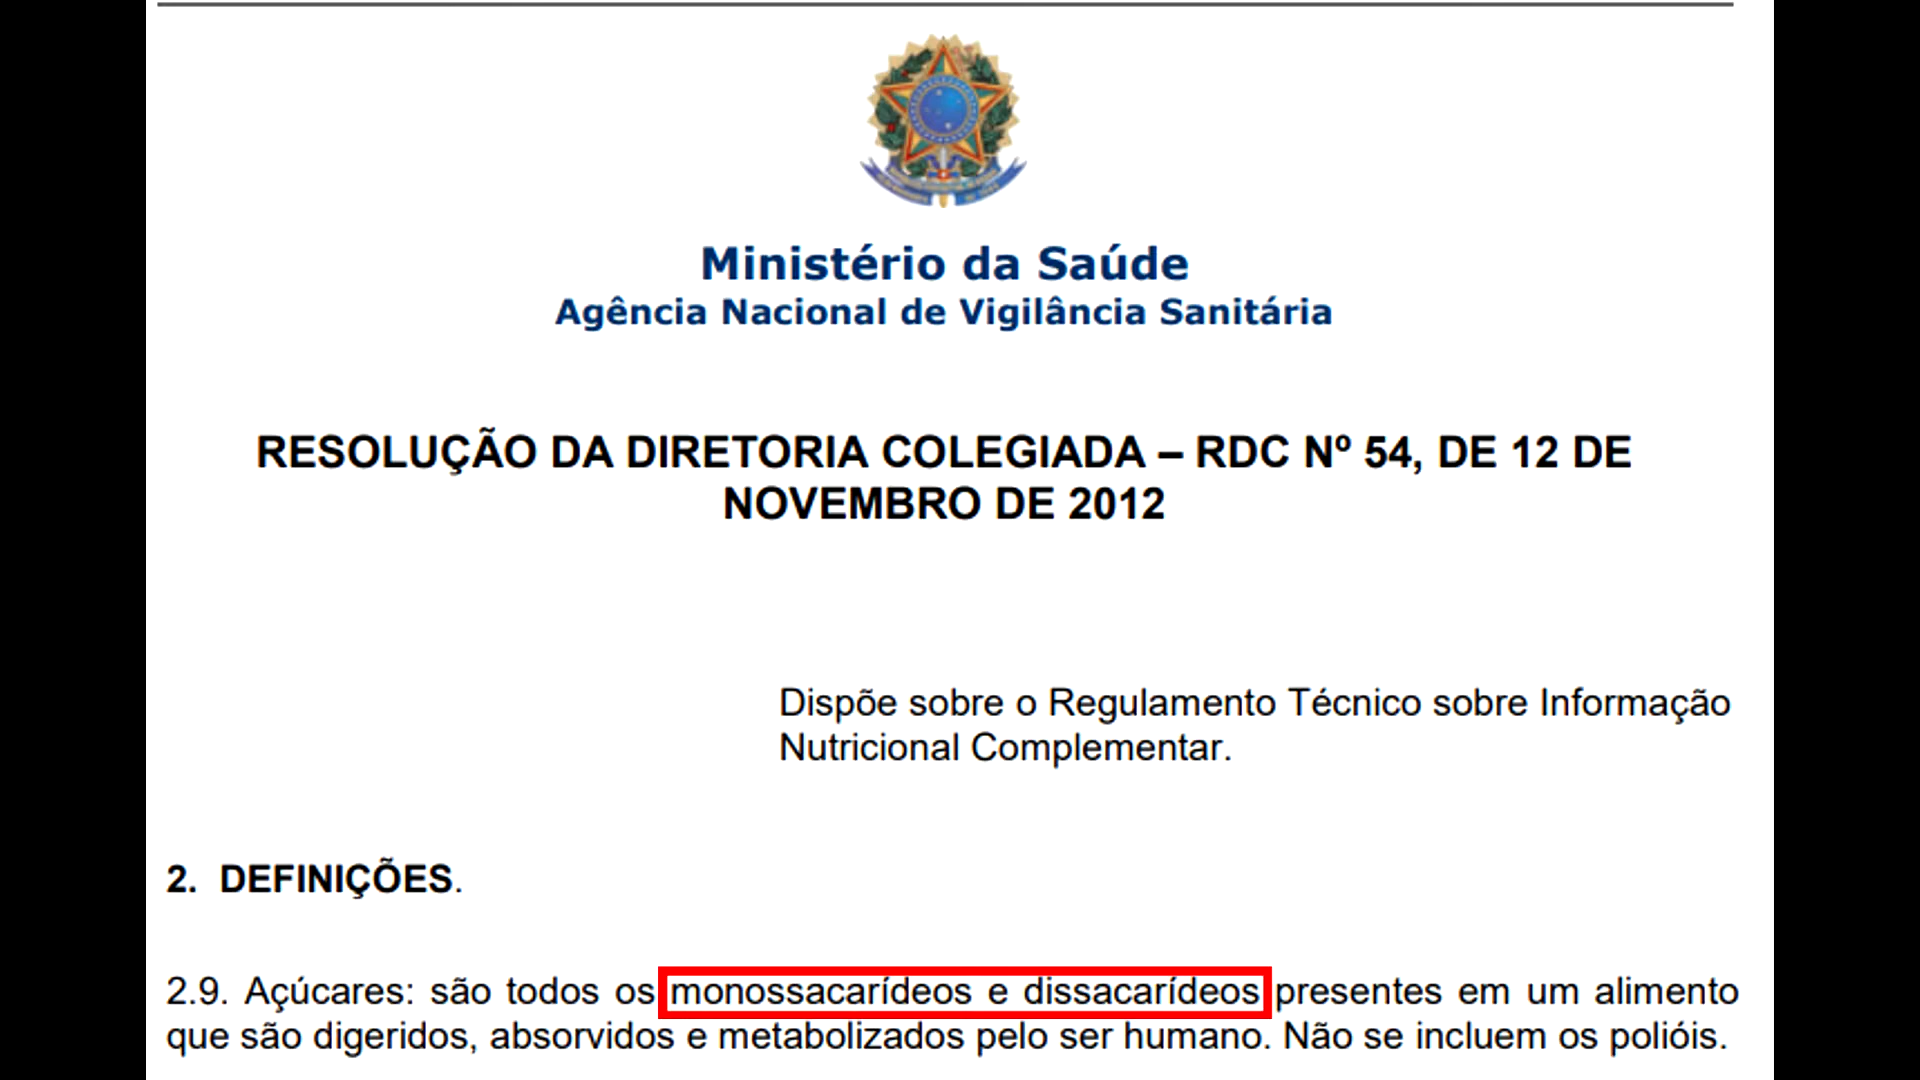 Ministério da Saúde
Agência Nacional de Vigilância Sanitária
RESOLUÇÃO DA DIRETORIA COLEGIADA – RDC Nº 54, DE 12 DE
NOVEMBRO DE 2012
Dispõe sobre o Regulamento Técnico sobre Informação
Nutricional Complementar.
2. DEFINIÇÕES.
2.9. Açúcares: são todos os monossacarídeos e dissacarídeos presentes em um alimento
que são digeridos, absorvidos e metabolizados pelo ser humano. Não se incluem os polióis.